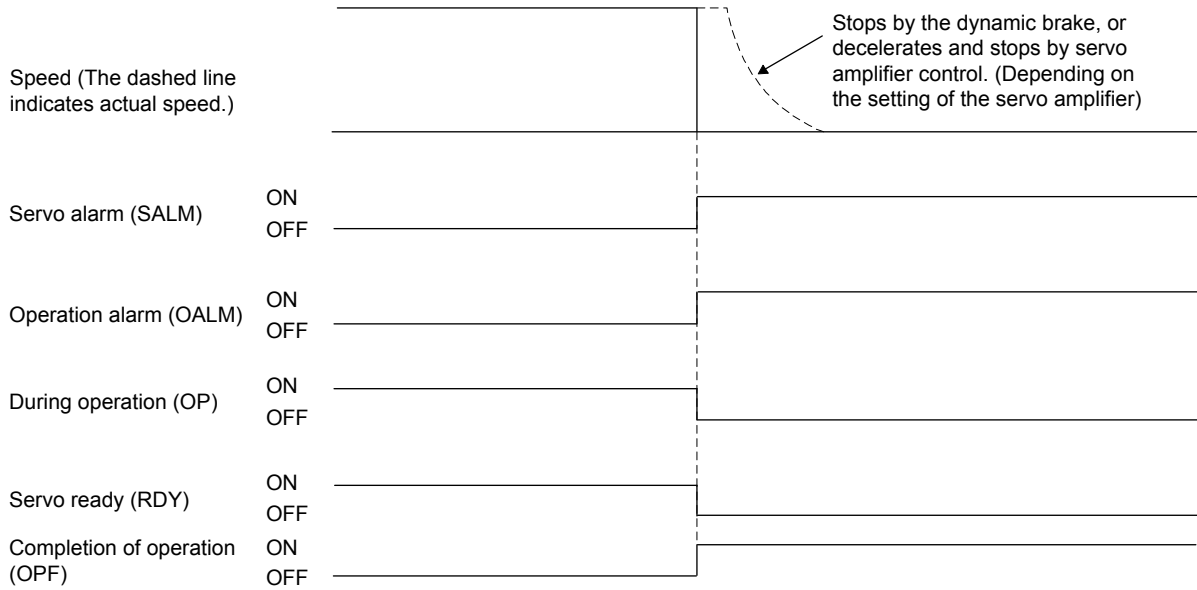 Stops by the dynamic brake, or
decelerates and stops by servo
amplifier control. (Depending on
the setting of the servo amplifier)
Speed (The dashed line
indicates actual speed.)
Servo alarm (SALM)
ON
OFF
Operation alarm (OALM)
ON
OFF
During operation (OP)
ON
OFF
Servo ready (RDY)
ON
OFF
Completion of operation
(OPF)
ON
OFF